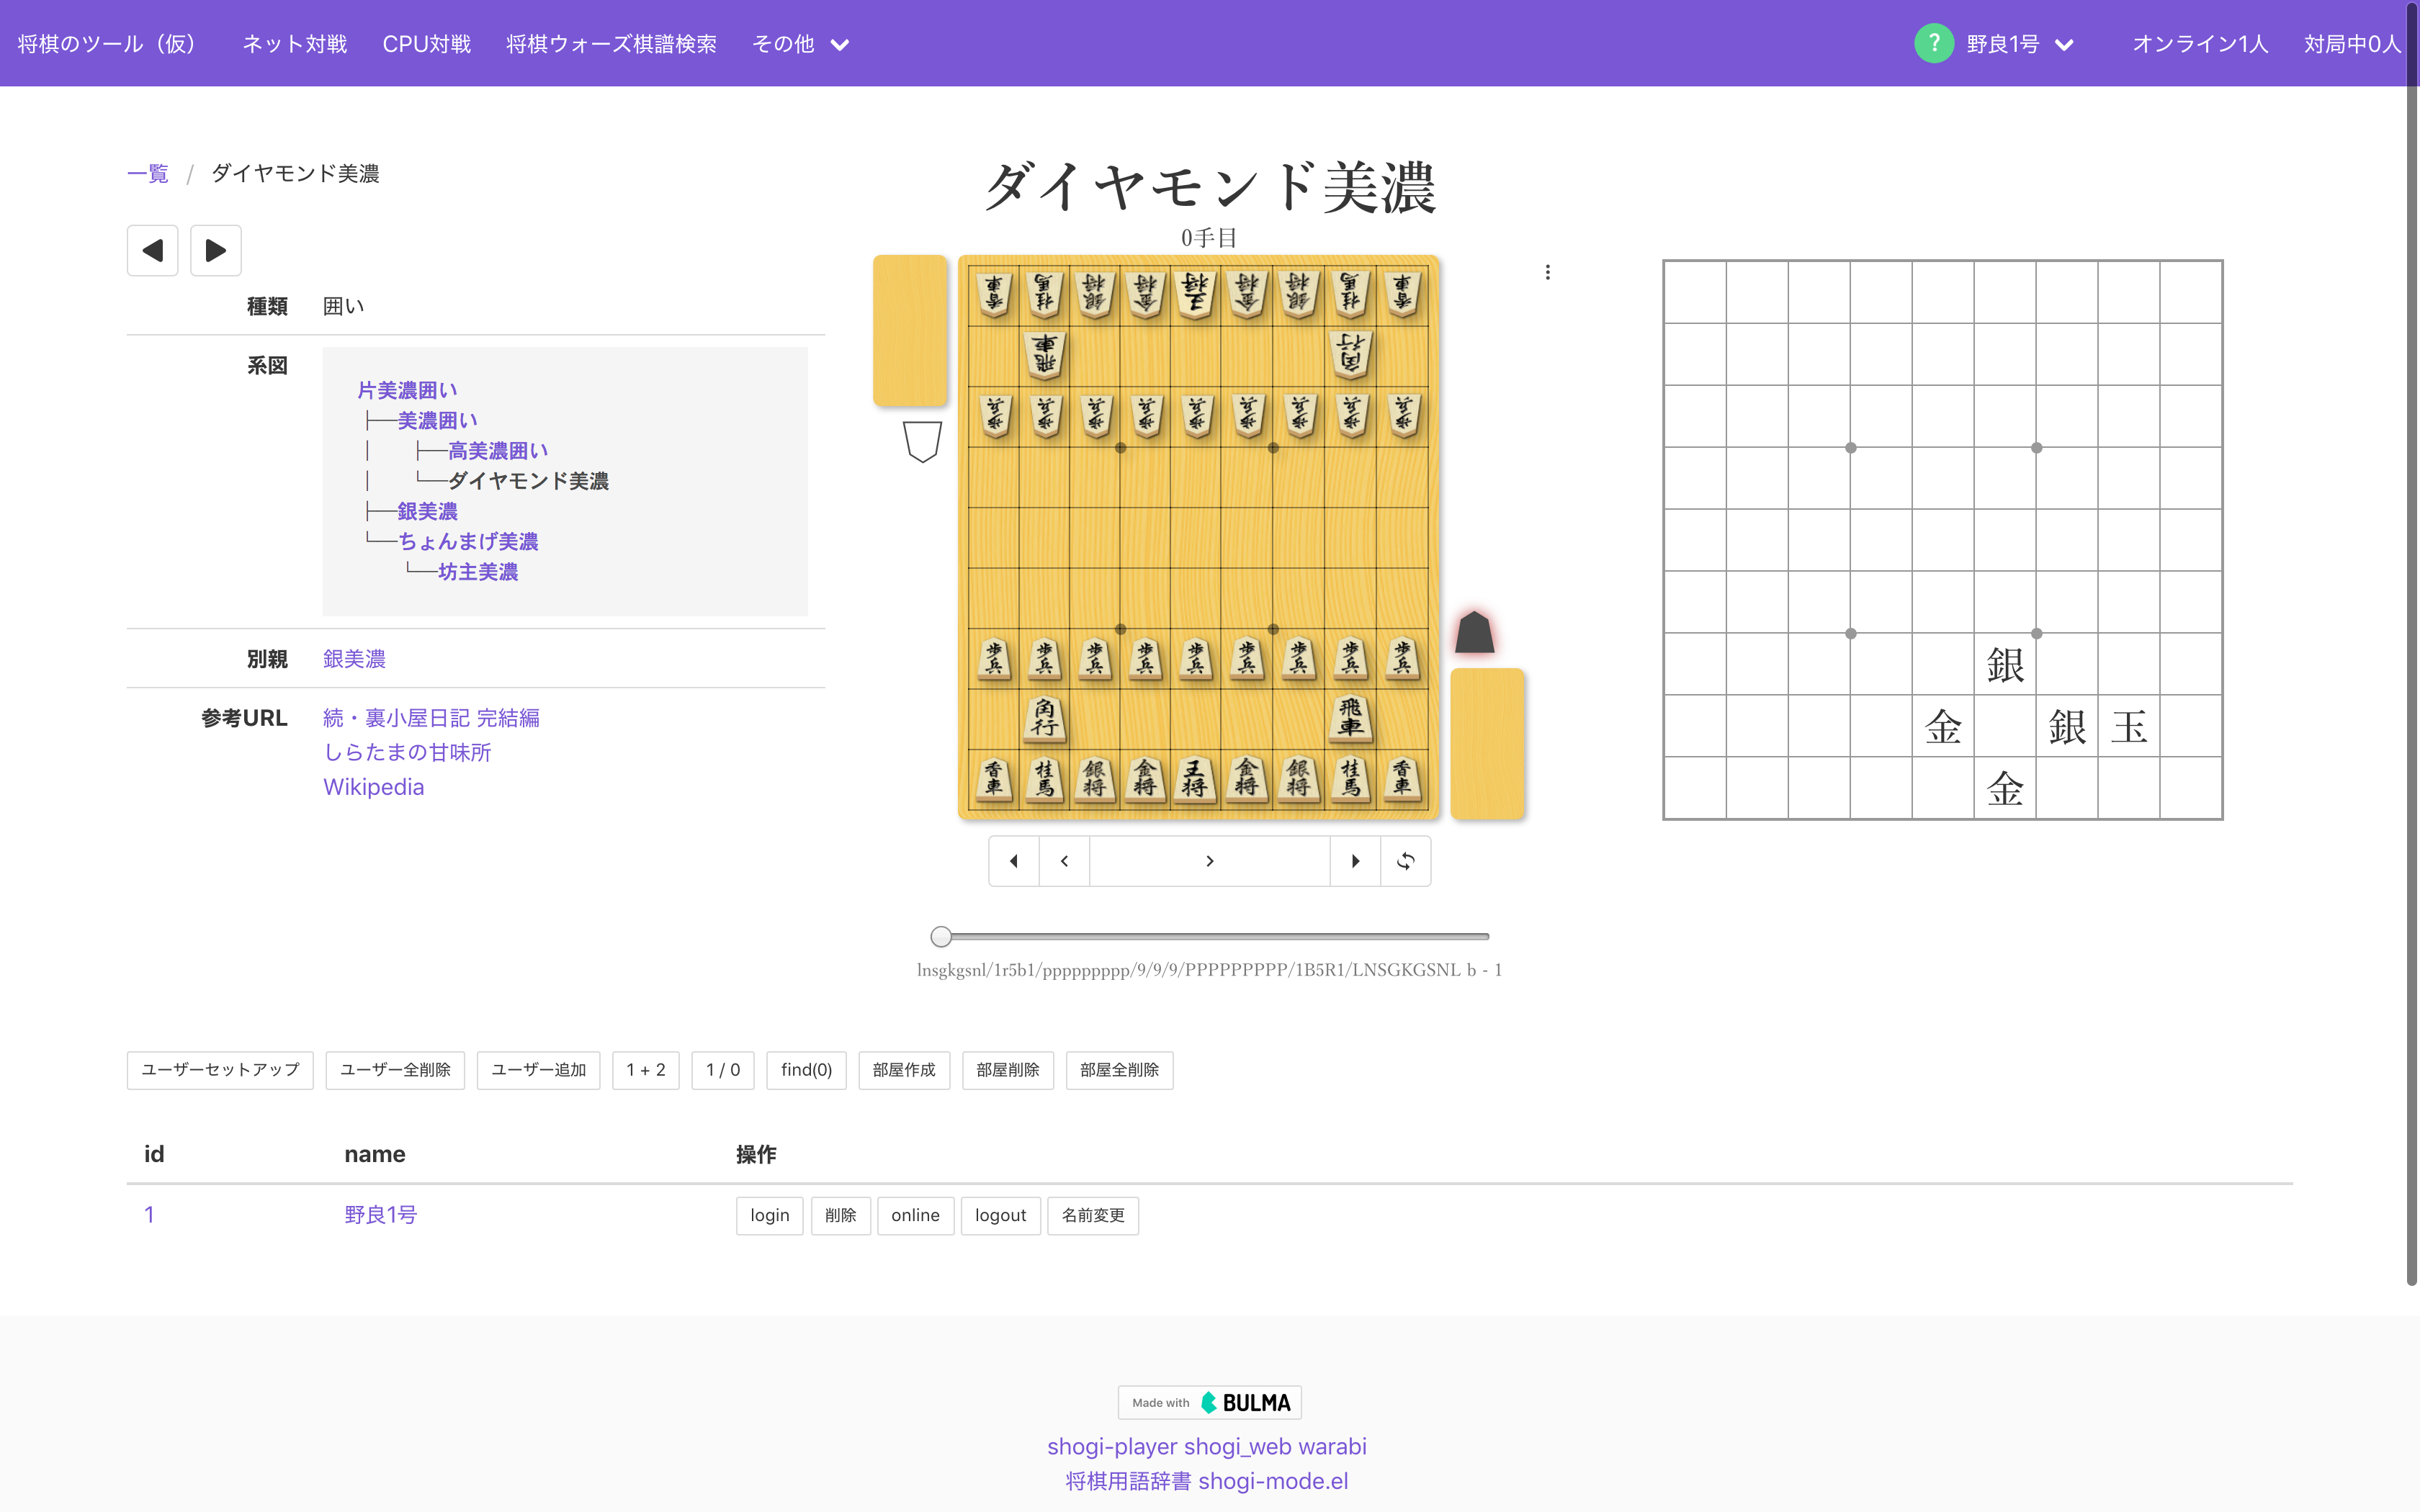 将棋のツール（仮） ネット対戦 CPU対戦 将棋ウォーズ棋譜検索 その他 ? 野良1号 オンライン1人 対局中0人
一覧 / ダイヤモンド美濃
種類 囲い
系図
片美濃囲い
├──美濃囲い
│ ├──高美濃囲い
│ └──ダイヤモンド美濃
├──銀美濃
└──ちょんまげ美濃
└──坊主美濃
別親 銀美濃
参考URL 続・裏小屋日記 完結編
しらたまの甘味所
Wikipedia
ダイヤモンド美濃
0手目
香車 桂馬 銀将 金将 王将 金将 銀将 桂馬 香車
飛車 角行
歩兵 歩兵 歩兵 歩兵 歩兵 歩兵 歩兵 歩兵 歩兵
歩兵 歩兵 歩兵 歩兵 歩兵 歩兵 歩兵 歩兵 歩兵
角行 飛車
香車 桂馬 銀将 金将 王将 金将 銀将 桂馬 香車
lnsgkgsnl/1r5b1/ppppppppp/9/9/9/PPPPPPPPP/1B5R1/LNSGKGSNL b - 1
銀
金 銀 玉
金
ユーザーセットアップ ユーザー全削除 ユーザー追加 1 + 2 1 / 0 find(0) 部屋作成 部屋削除 部屋全削除
id name 操作
1 野良1号 login 削除 online logout 名前変更
Made with BULMA
shogi-player shogi_web warabi
将棋用語辞書 shogi-mode.el